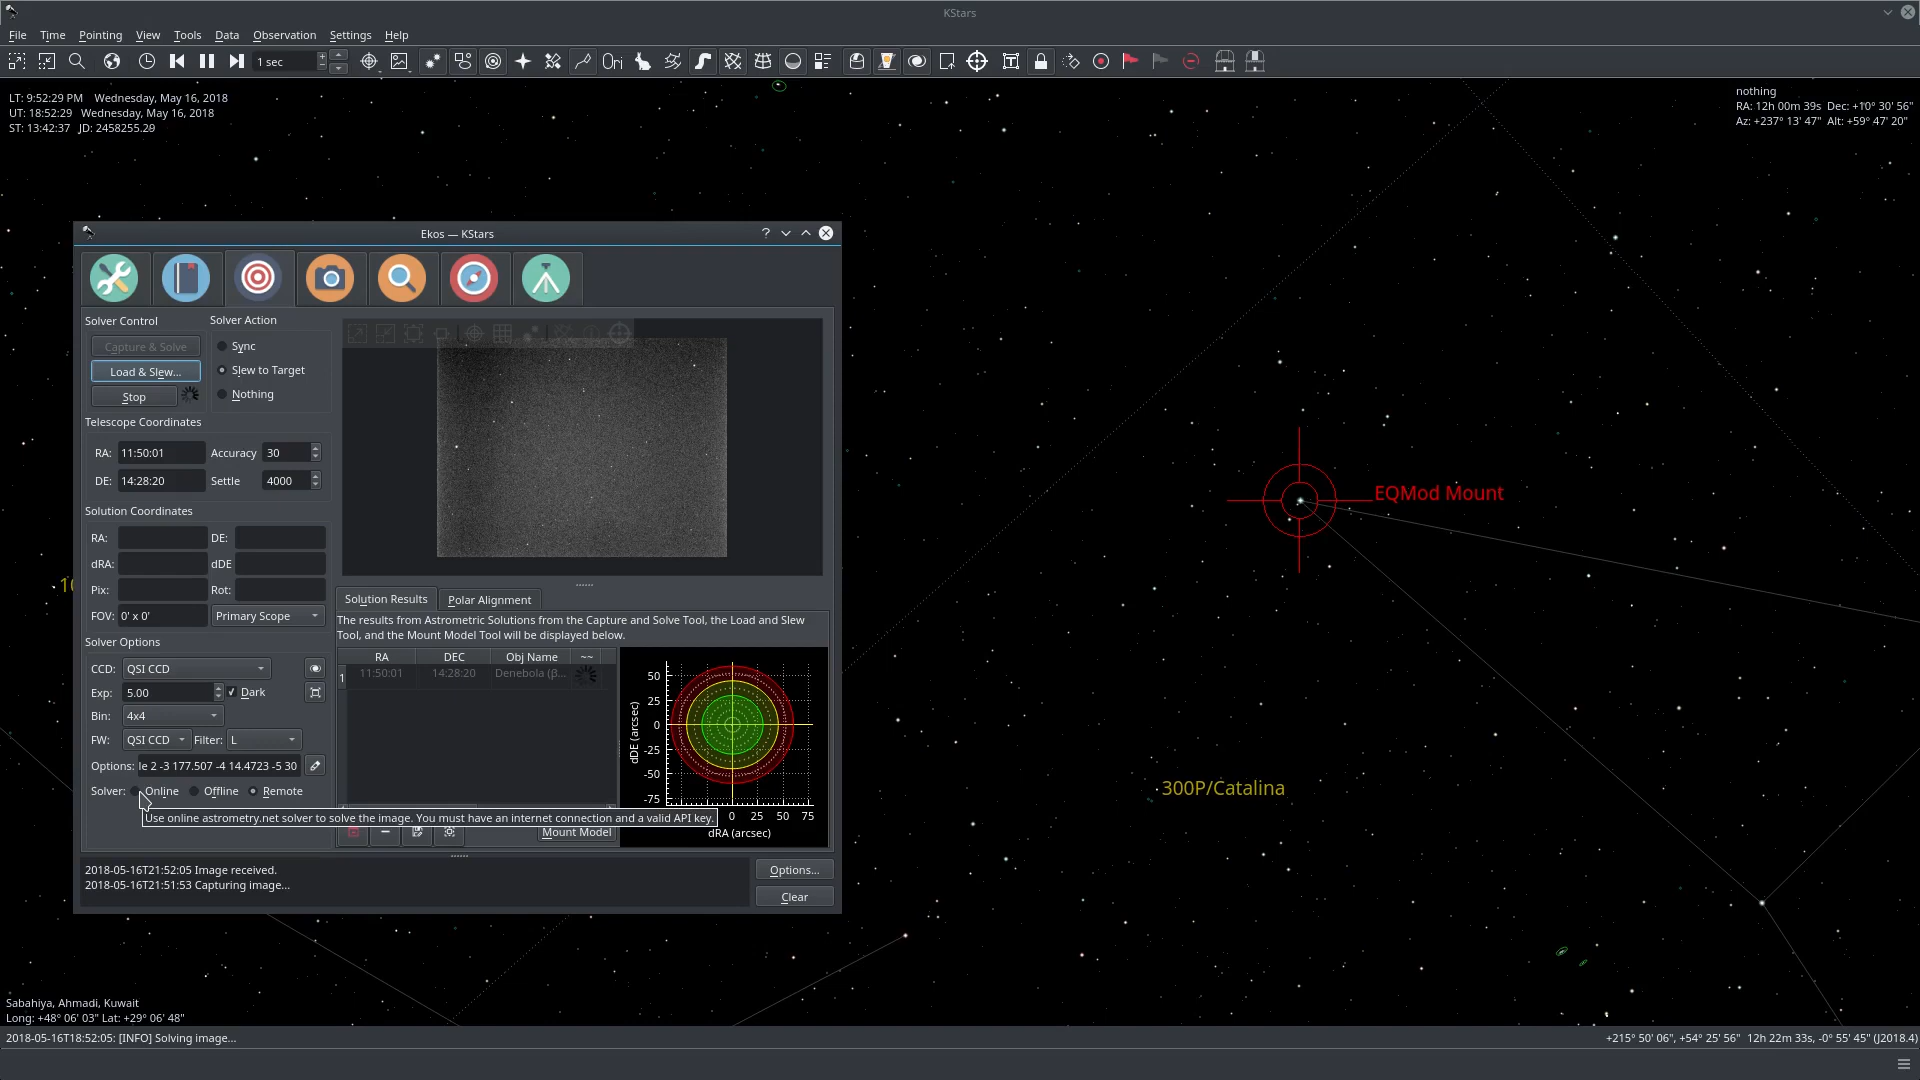 KStars
File Time Pointing View Tools Data Observation Settings Help
1 sec
Ori
LT: 9:52:29 PM Wednesday, May 16, 2018
UT: 18:52:29 Wednesday, May 16, 2018
ST: 13:42:37 JD: 2458255.29
nothing
RA: 12h 00m 39s Dec: +10° 30' 56"
Az: +237° 13' 47" Alt: +59° 47' 20"
Ekos — KStars
Solver Control
Solver Action
Capture & Solve
Load & Slew...
Stop
Sync
Slew to Target
Nothing
Telescope Coordinates
RA: 11:50:01 Accuracy 30
DE: 14:28:20 Settle 4000
Solution Coordinates
RA: DE:
dRA: dDE
Pix: Rot:
FOV: 0' x 0' Primary Scope
Solver Options
CCD: QSI CCD
Exp: 5.00 Dark
Bin: 4x4
FW: QSI CCD Filter: L
Options: le 2 -3 177.507 -4 14.4723 -5 30
Solver: Online Offline Remote
Use online astrometry.net solver to solve the image. You must have an internet connection and a valid API key.
Solution Results Polar Alignment
The results from Astrometric Solutions from the Capture and Solve Tool, the Load and Slew
Tool, and the Mount Model Tool will be displayed below.
RA DEC Obj Name ~~
1 11:50:01 14:28:20 Denebola (β...
Mount Model
dDE (arcsec)
50
25
0
-25
-50
-75
0 25 50 75
dRA (arcsec)
2018-05-16T21:52:05 Image received.
2018-05-16T21:51:53 Capturing image...
Options...
Clear
EQMod Mount
300P/Catalina
10
Sabahiya, Ahmadi, Kuwait
Long: +48° 06' 03" Lat: +29° 06' 48"
2018-05-16T18:52:05: [INFO] Solving image...
+215° 50' 06", +54° 25' 56" 12h 22m 33s, -0° 55' 45" (J2018.4)